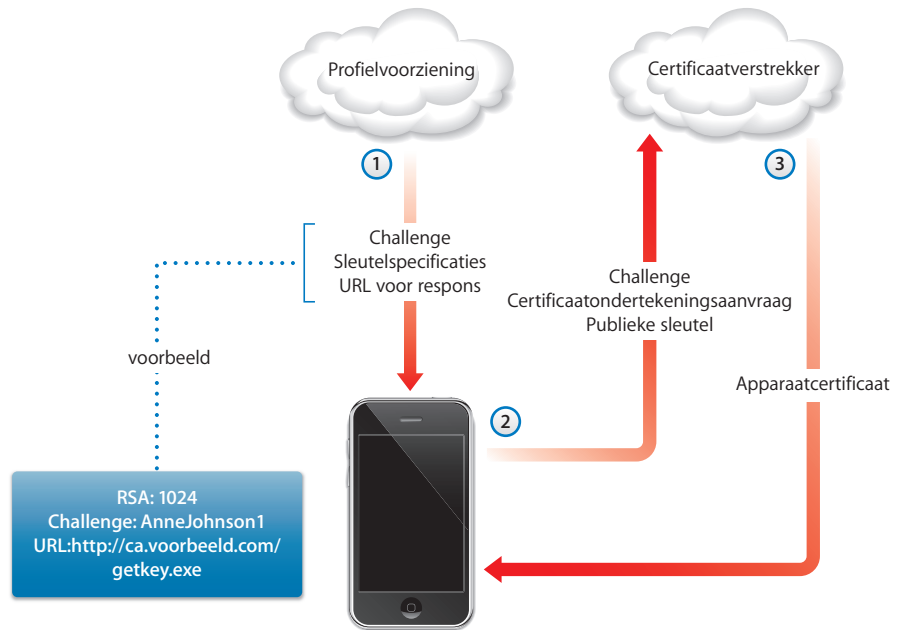 Profielvoorziening
Certificaatverstrekker
1
3
Challenge
Sleutelspecificaties
URL voor respons
Challenge
Certificaatondertekeningsaanvraag
Publieke sleutel
voorbeeld
Apparaatcertificaat
2
RSA: 1024
Challenge: AnneJohnson1
URL:http://ca.voorbeeld.com/
getkey.exe